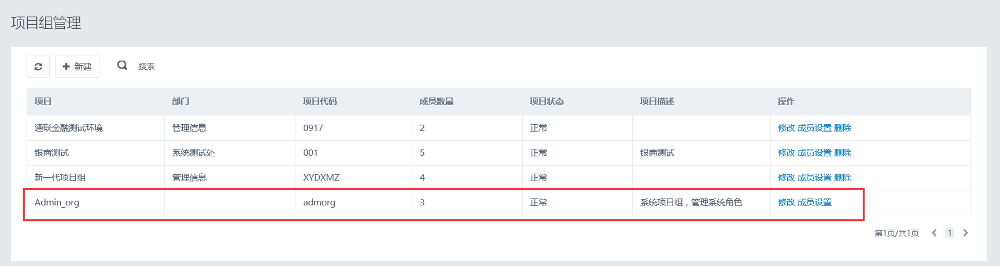 项目组管理
新建 搜索
项目 部门 项目代码 成员数量 项目状态 项目描述 操作
通联金融测试环境 管理信息 0917 2 正常 修改 成员设置 删除
银商测试 系统测试处 001 5 正常 银商测试 修改 成员设置 删除
新一代项目组 管理信息 XYDXMZ 4 正常 修改 成员设置 删除
Admin_org admorg 3 正常 系统项目组，管理系统角色 修改 成员设置
第1页/共1页 1